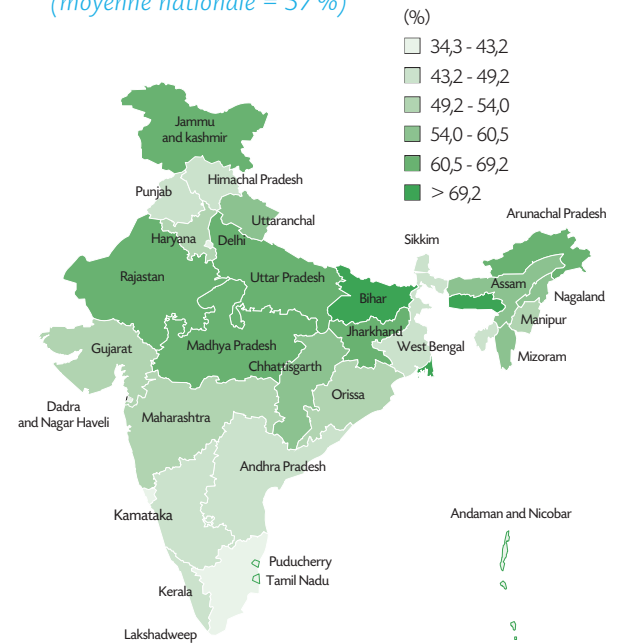 (moyenne nationale = 57 %)
(%)
34,3 - 43,2
43,2 - 49,2
49,2 - 54,0
54,0 - 60,5
60,5 - 69,2
> 69,2
Jammu
and kashmir
Himachal Pradesh
Punjab
Uttaranchal
Arunachal Pradesh
Haryana
Delhi
Sikkim
Rajastan
Uttar Pradesh
Assam
Bihar
Nagaland
Manipur
Jharkhand
Gujarat
Madhya Pradesh
West Bengal
Mizoram
Chhattisgarth
Orissa
Dadra
and Nagar Haveli
Maharashtra
Andhra Pradesh
Kamataka
Andaman and Nicobar
Puducherry
Tamil Nadu
Kerala
Lakshadweep